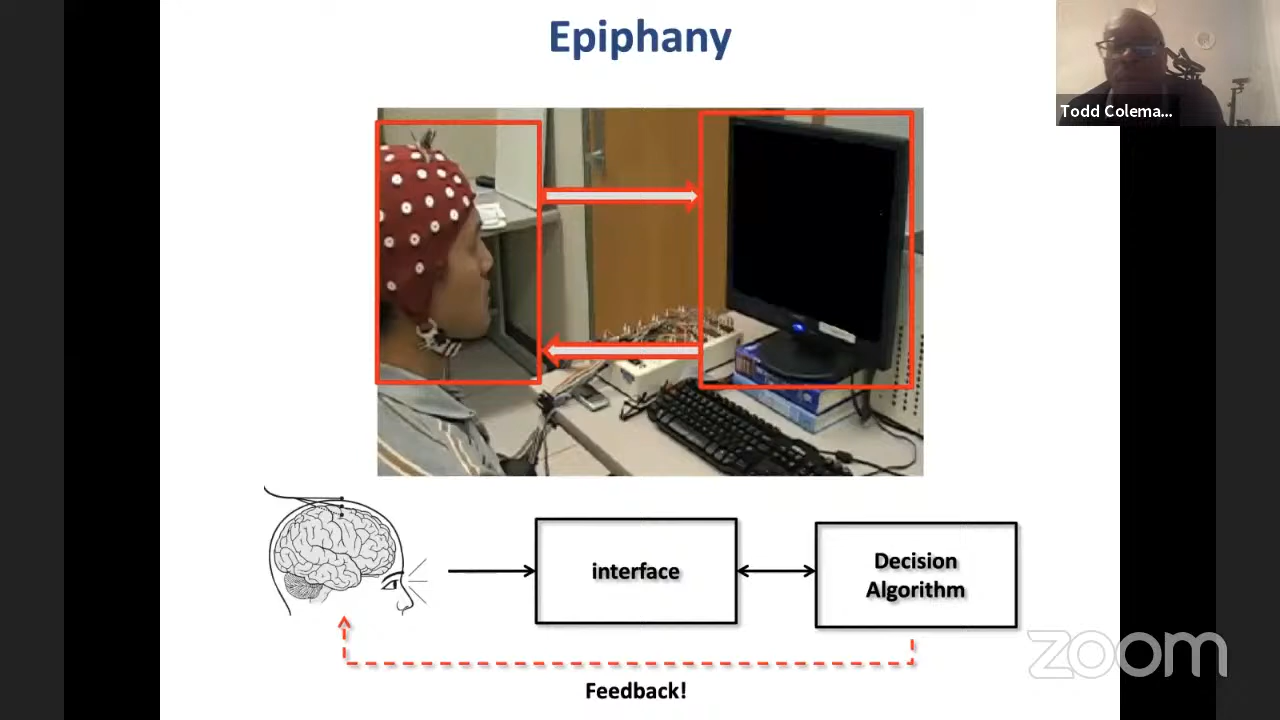 Epiphany
Todd Colema...
interface
Decision
Algorithm
Feedback!
zoom